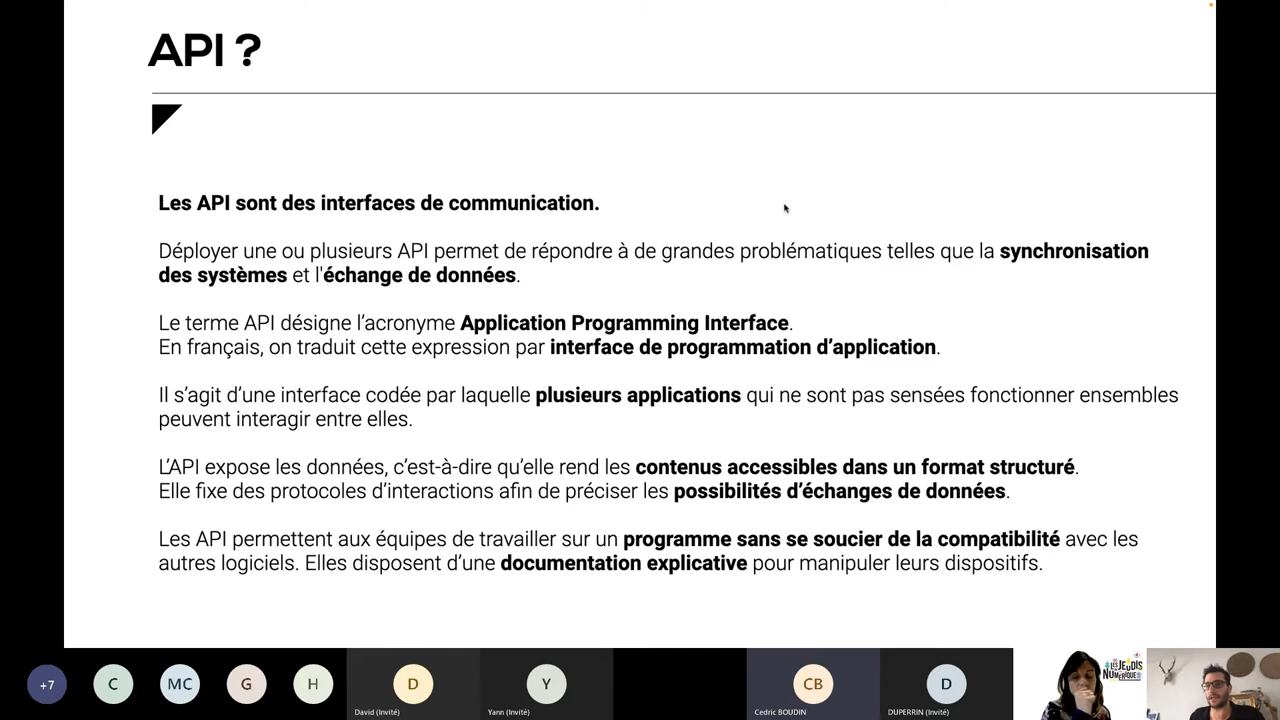 API ?
Les API sont des interfaces de communication.
Déployer une ou plusieurs API permet de répondre à de grandes problématiques telles que la synchronisation
des systèmes et l'échange de données.
Le terme API désigne l’acronyme Application Programming Interface.
En français, on traduit cette expression par interface de programmation d’application.
Il s’agit d’une interface codée par laquelle plusieurs applications qui ne sont pas sensées fonctionner ensembles
peuvent interagir entre elles.
L’API expose les données, c’est-à-dire qu’elle rend les contenus accessibles dans un format structuré.
Elle fixe des protocoles d’interactions afin de préciser les possibilités d’échanges de données.
Les API permettent aux équipes de travailler sur un programme sans se soucier de la compatibilité avec les
autres logiciels. Elles disposent d’une documentation explicative pour manipuler leurs dispositifs.
+7
C
MC
G
H
D
Y
CB
D
David (Invité)
Yann (Invité)
Cedric BOUDIN
DUPERRIN (Invité)
LES JEUDIS
NUMÉRIQUES